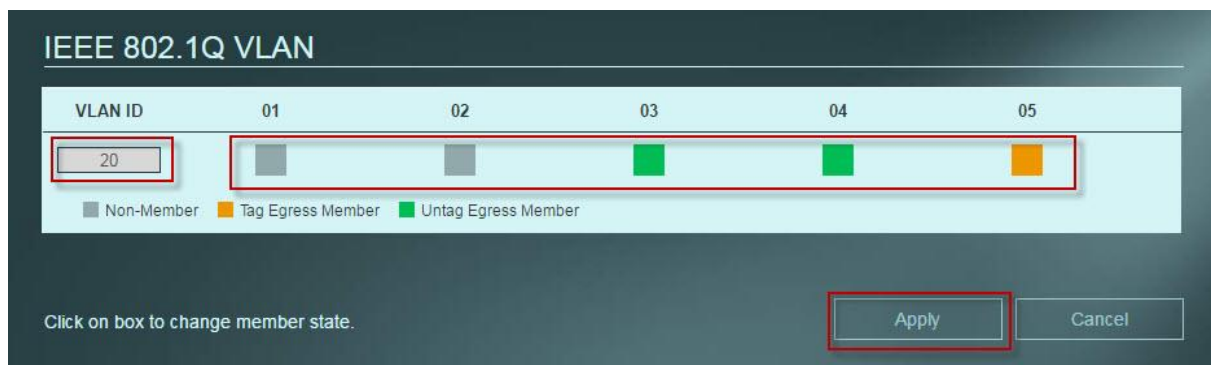 IEEE 802.1Q VLAN
VLAN ID 01 02 03 04 05
20
Non-Member Tag Egress Member Untag Egress Member
Click on box to change member state. Apply Cancel